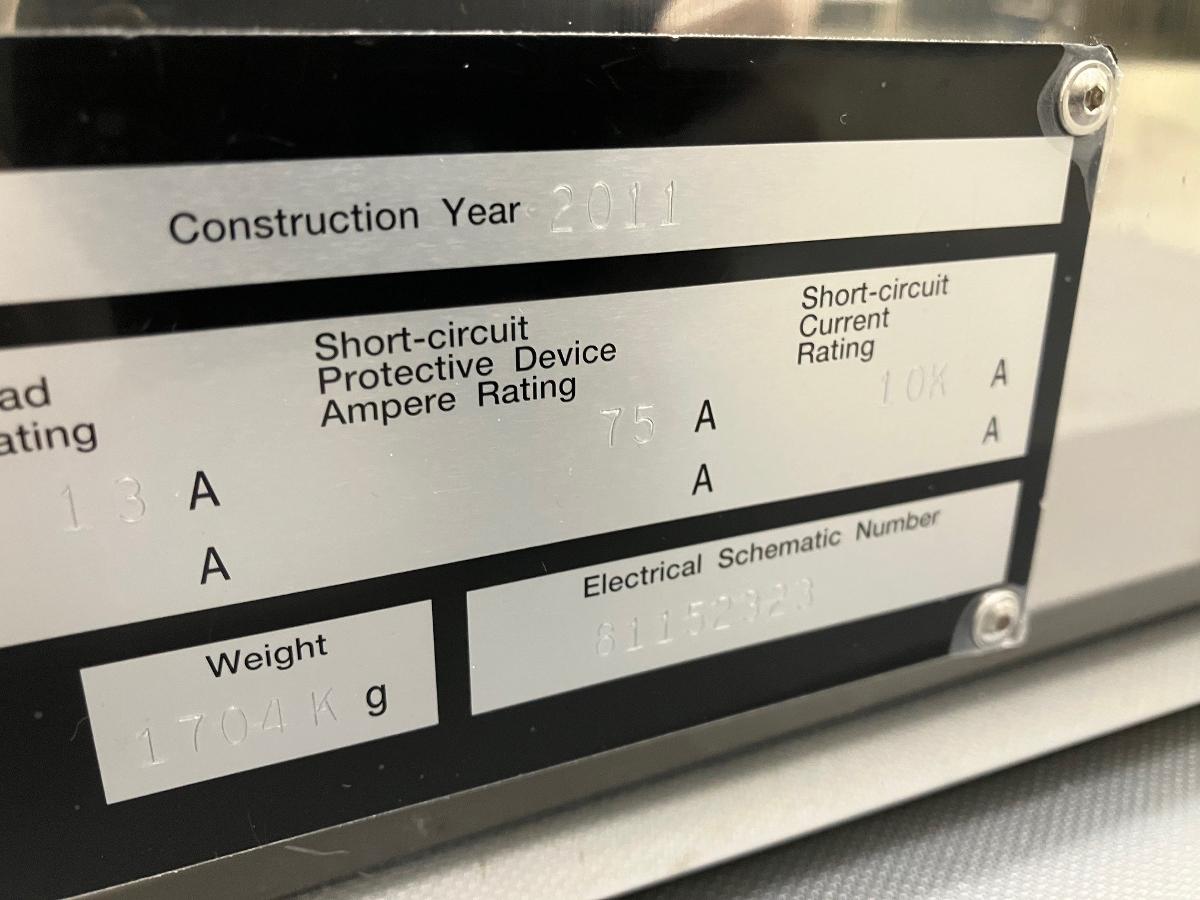 Construction Year 2011
ad
ating
13 A
A
Short-circuit
Protective Device
Ampere Rating
75 A
A
Short-circuit
Current
Rating
10K A
A
Weight
1704 K g
Electrical Schematic Number
81152323